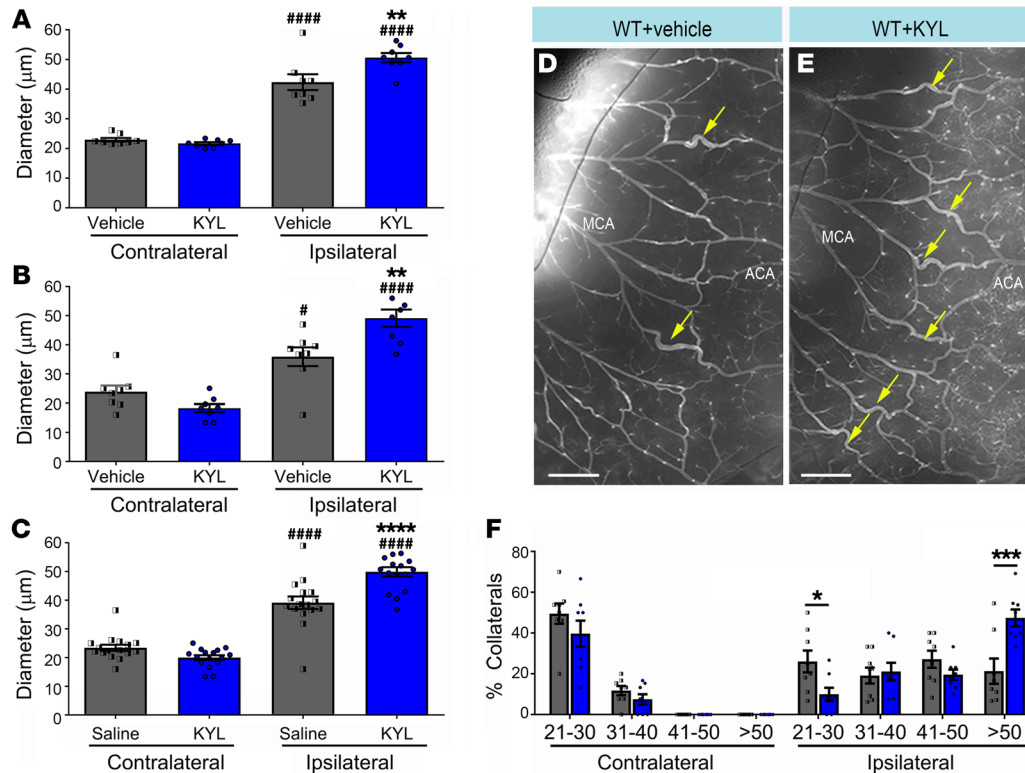 A
Diameter (μm)
60
50
40
30
20
10
0
####
**
####
Vehicle KYL Vehicle KYL
Contralateral Ipsilateral
B
Diameter (μm)
60
50
40
30
20
10
0
#
**
####
Vehicle KYL Vehicle KYL
Contralateral Ipsilateral
C
Diameter (μm)
60
50
40
30
20
10
0
####
****
####
Saline KYL Saline KYL
Contralateral Ipsilateral
WT+vehicle WT+KYL
D
MCA
ACA
E
MCA
ACA
F
% Collaterals
80
60
40
20
0
*
***
21-30 31-40 41-50 >50 21-30 31-40 41-50 >50
Contralateral Ipsilateral